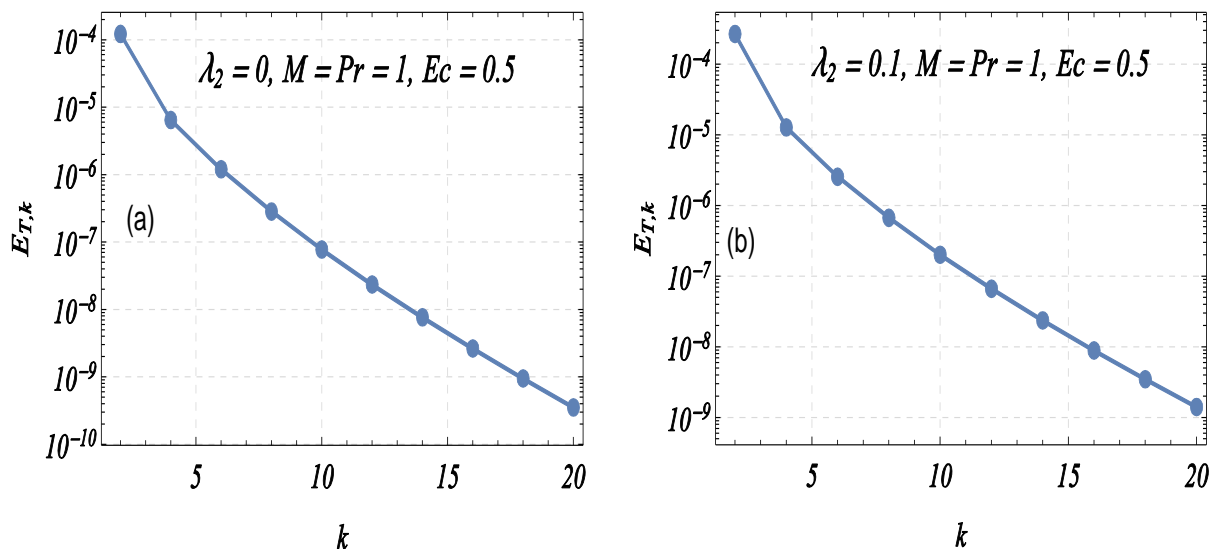 λ₂ = 0, M = Pr = 1, Ec = 0.5
(a)
E_{T,k}
10⁻⁴
10⁻⁵
10⁻⁶
10⁻⁷
10⁻⁸
10⁻⁹
10⁻¹⁰
5 10 15 20
k
λ₂ = 0.1, M = Pr = 1, Ec = 0.5
(b)
E_{T,k}
10⁻⁴
10⁻⁵
10⁻⁶
10⁻⁷
10⁻⁸
10⁻⁹
5 10 15 20
k